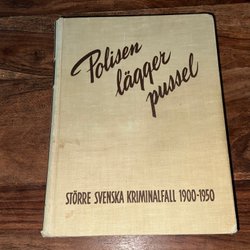 Polisen
lägger
pussel
STÖRRE SVENSKA KRIMINALFALL 1900-1950